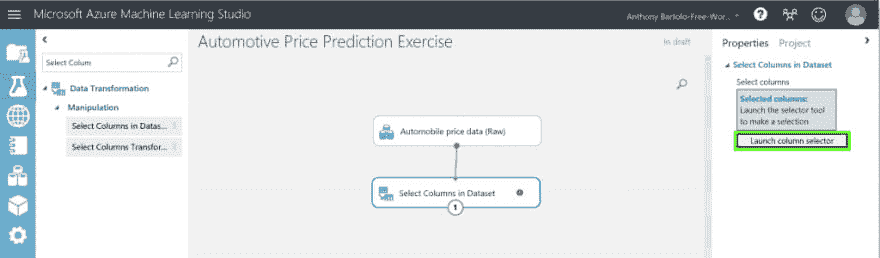 Microsoft Azure Machine Learning Studio
Anthony Bartolo-Free-Wor...
?
Select Colum
Data Transformation
Manipulation
Select Columns in Datas...
Select Columns Transfor...
Automotive Price Prediction Exercise
In draft
Automobile price data (Raw)
Select Columns in Dataset
1
Properties Project
Select Columns in Dataset
Select columns
Selected columns:
Launch the selector tool
to make a selection
Launch column selector